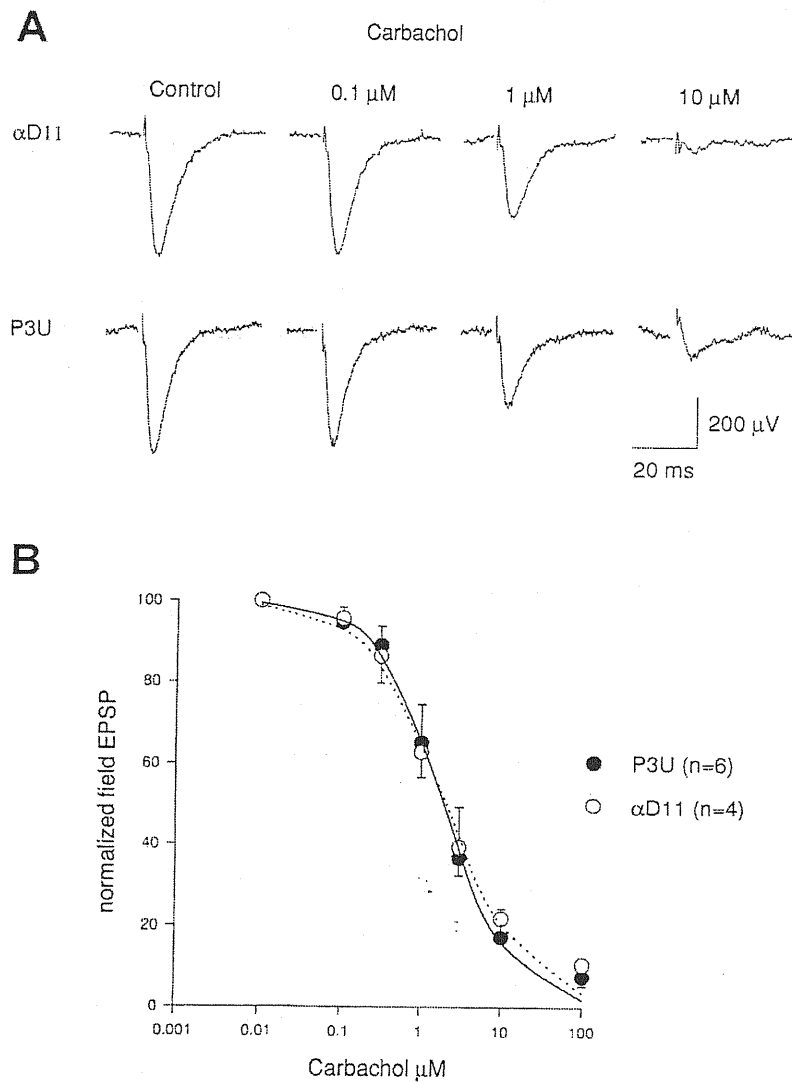 A
Carbachol
Control 0.1 µM 1 µM 10 µM
αD11
P3U
200 µV
20 ms
B
100
80
60
40
20
0
normalized field EPSP
0.001 0.01 0.1 1 10 100
Carbachol µM
P3U (n=6)
αD11 (n=4)